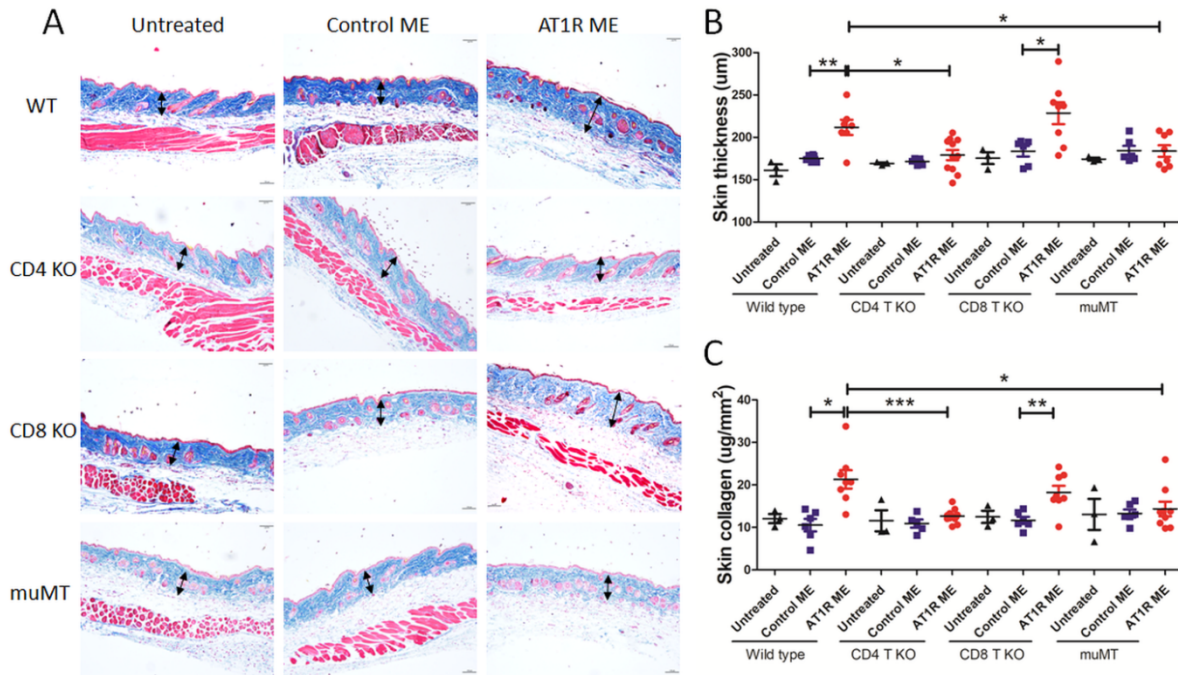 A
Untreated
Control ME
AT1R ME
WT
CD4 KO
CD8 KO
muMT
B
Skin thickness (um)
300
250
200
150
100
**
*
*
*
Untreated
Control ME
AT1R ME
Untreated
Control ME
AT1R ME
Untreated
Control ME
AT1R ME
Untreated
Control ME
AT1R ME
Wild type
CD4 T KO
CD8 T KO
muMT
C
Skin collagen (ug/mm²)
40
30
20
10
0
*
***
**
*
Untreated
Control ME
AT1R ME
Untreated
Control ME
AT1R ME
Untreated
Control ME
AT1R ME
Untreated
Control ME
AT1R ME
Wild type
CD4 T KO
CD8 T KO
muMT